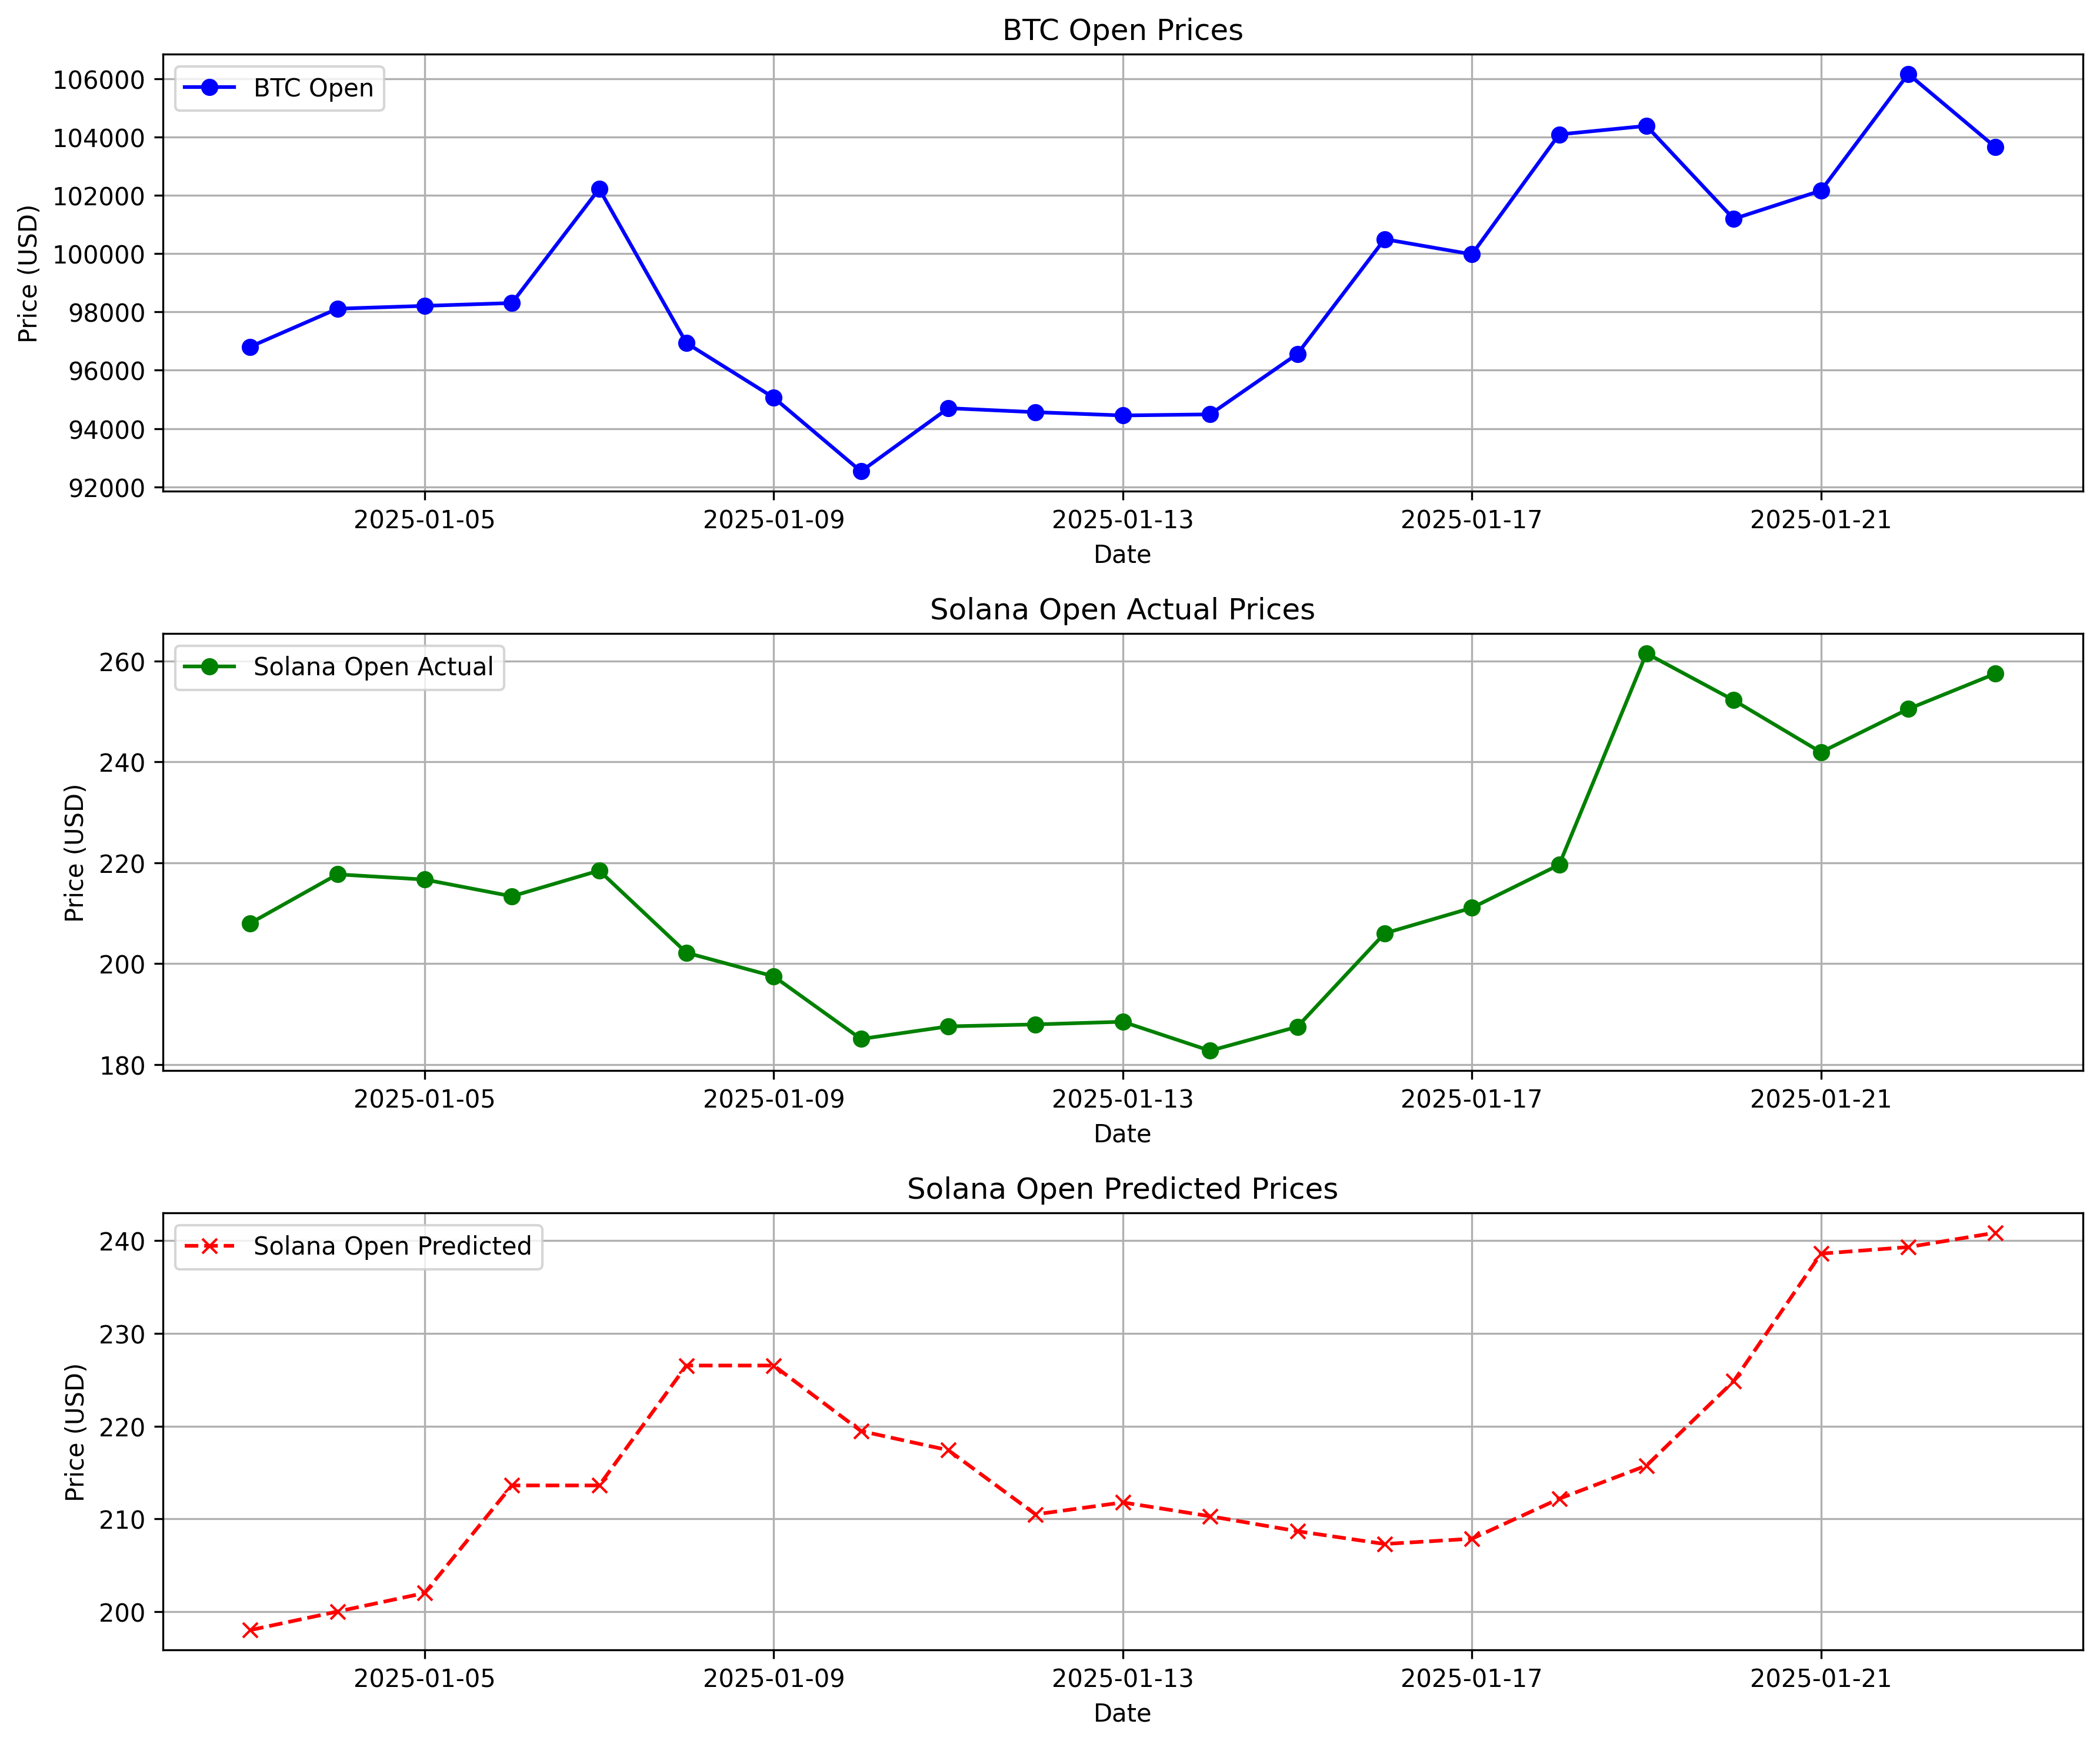 BTC Open Prices
BTC Open
106000
104000
102000
100000
98000
96000
94000
92000
Price (USD)
2025-01-05 2025-01-09 2025-01-13 2025-01-17 2025-01-21
Date
Solana Open Actual Prices
Solana Open Actual
260
240
220
200
180
Price (USD)
2025-01-05 2025-01-09 2025-01-13 2025-01-17 2025-01-21
Date
Solana Open Predicted Prices
Solana Open Predicted
240
230
220
210
200
Price (USD)
2025-01-05 2025-01-09 2025-01-13 2025-01-17 2025-01-21
Date